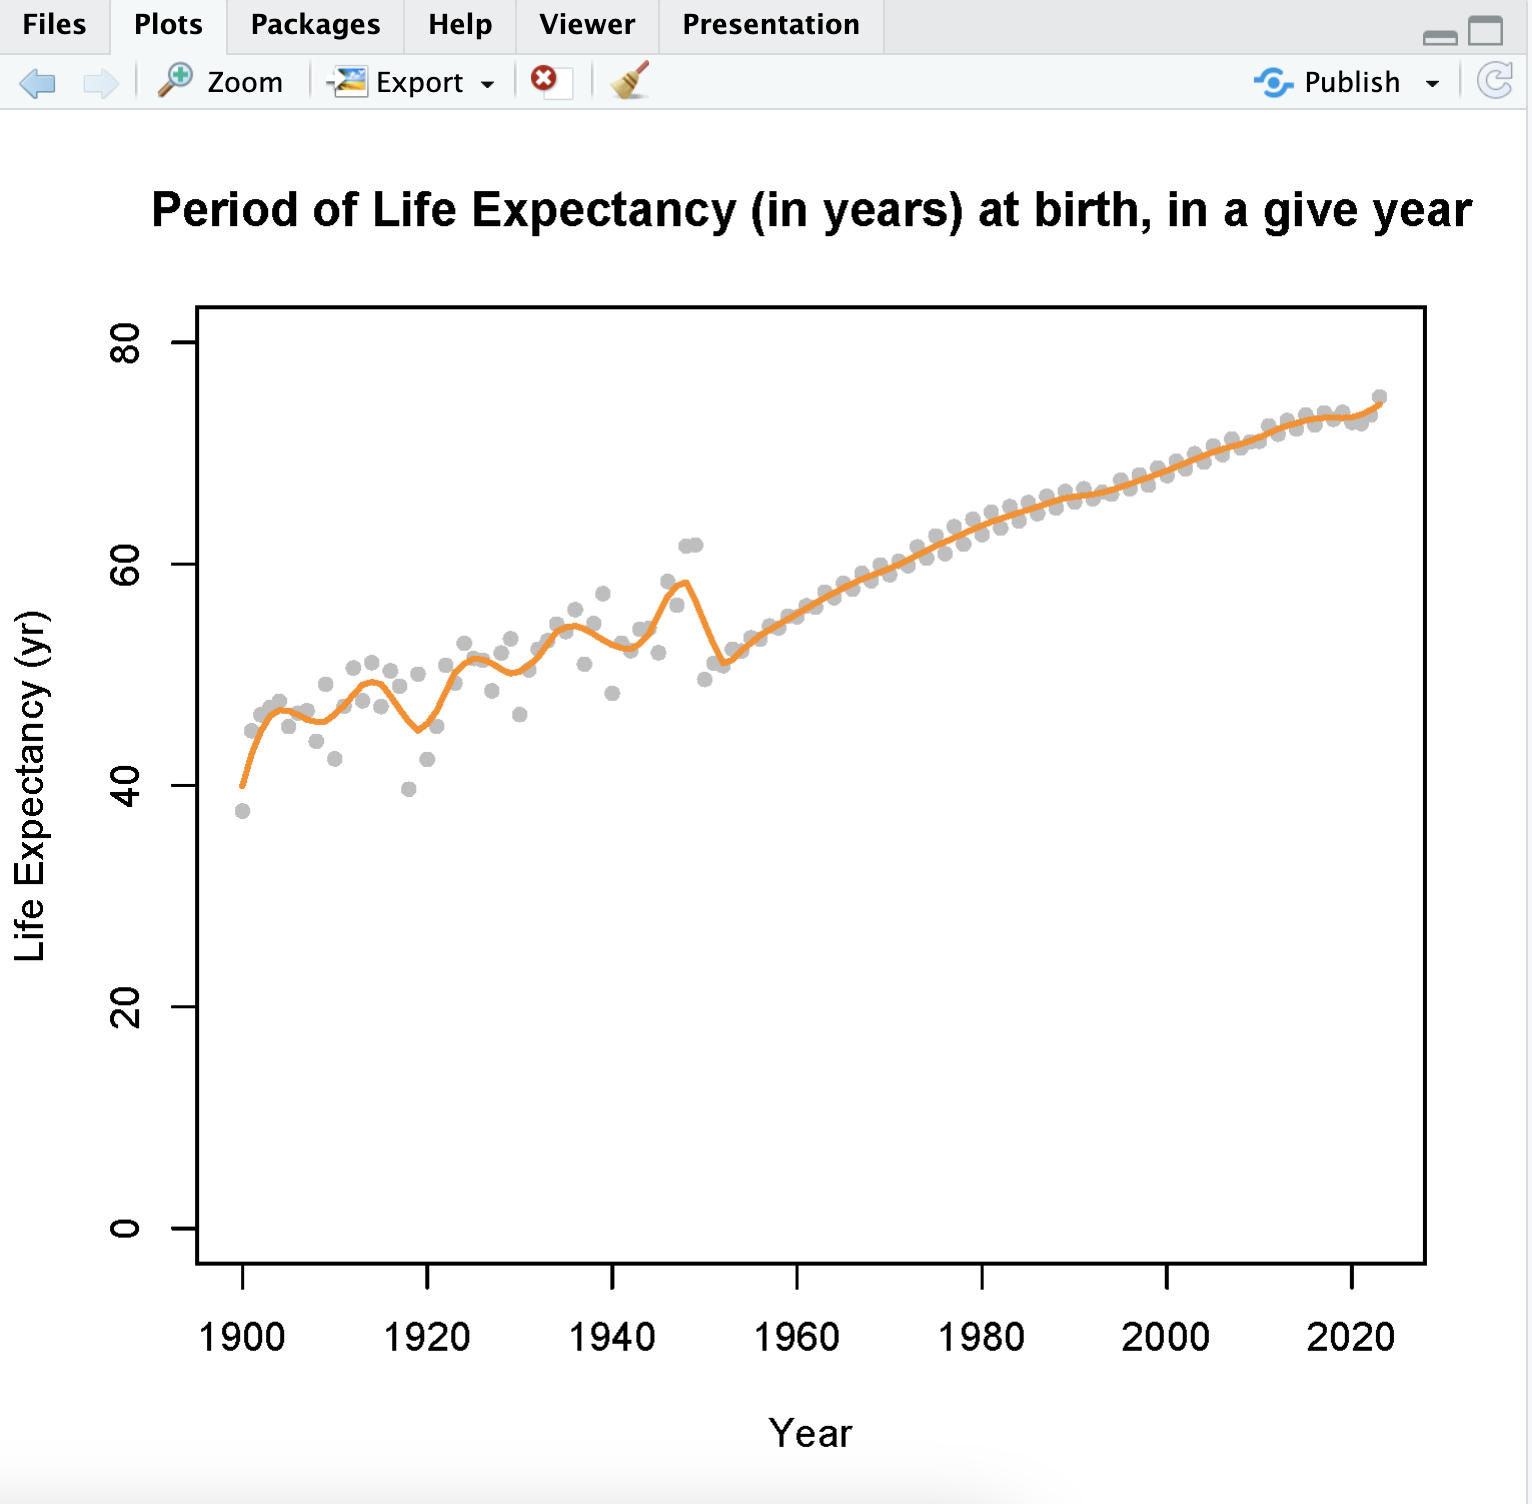 Files Plots Packages Help Viewer Presentation
Zoom Export Publish
Period of Life Expectancy (in years) at birth, in a give year
Life Expectancy (yr)
80
60
40
20
0
1900 1920 1940 1960 1980 2000 2020
Year